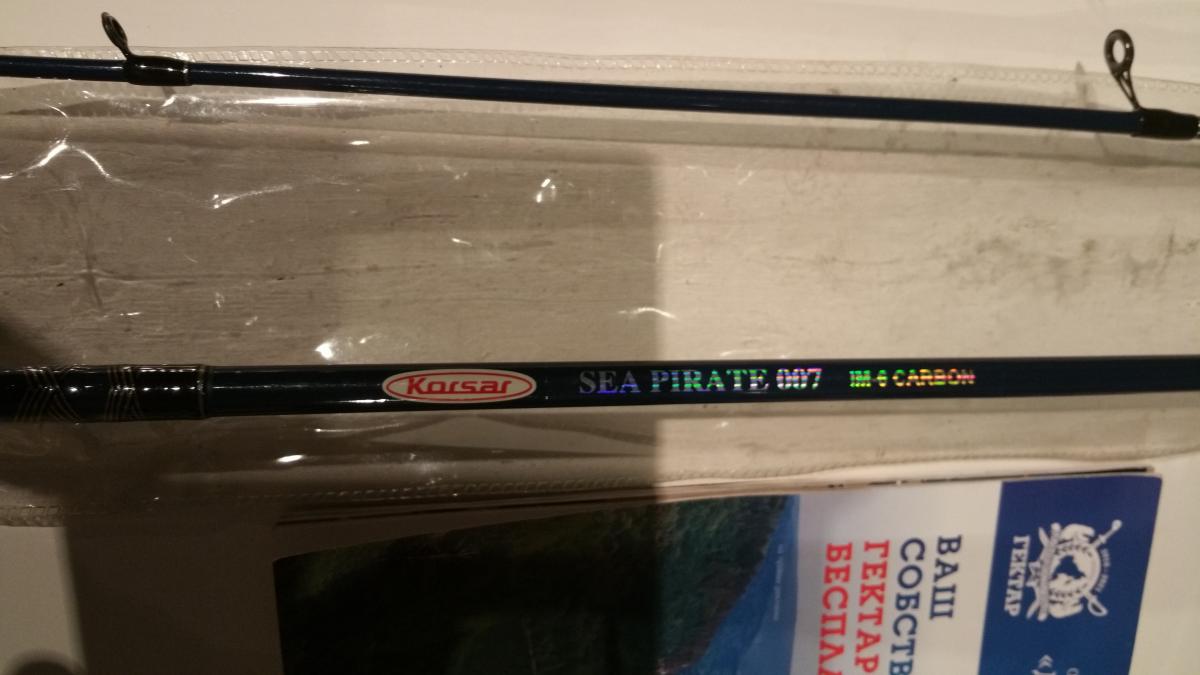 Korsar SEA PIRATE 007 IM-6 CARBON
ВАШ
СОБСТВ
ГЕКТАР
БЕСПЛА
ГЕКТАР